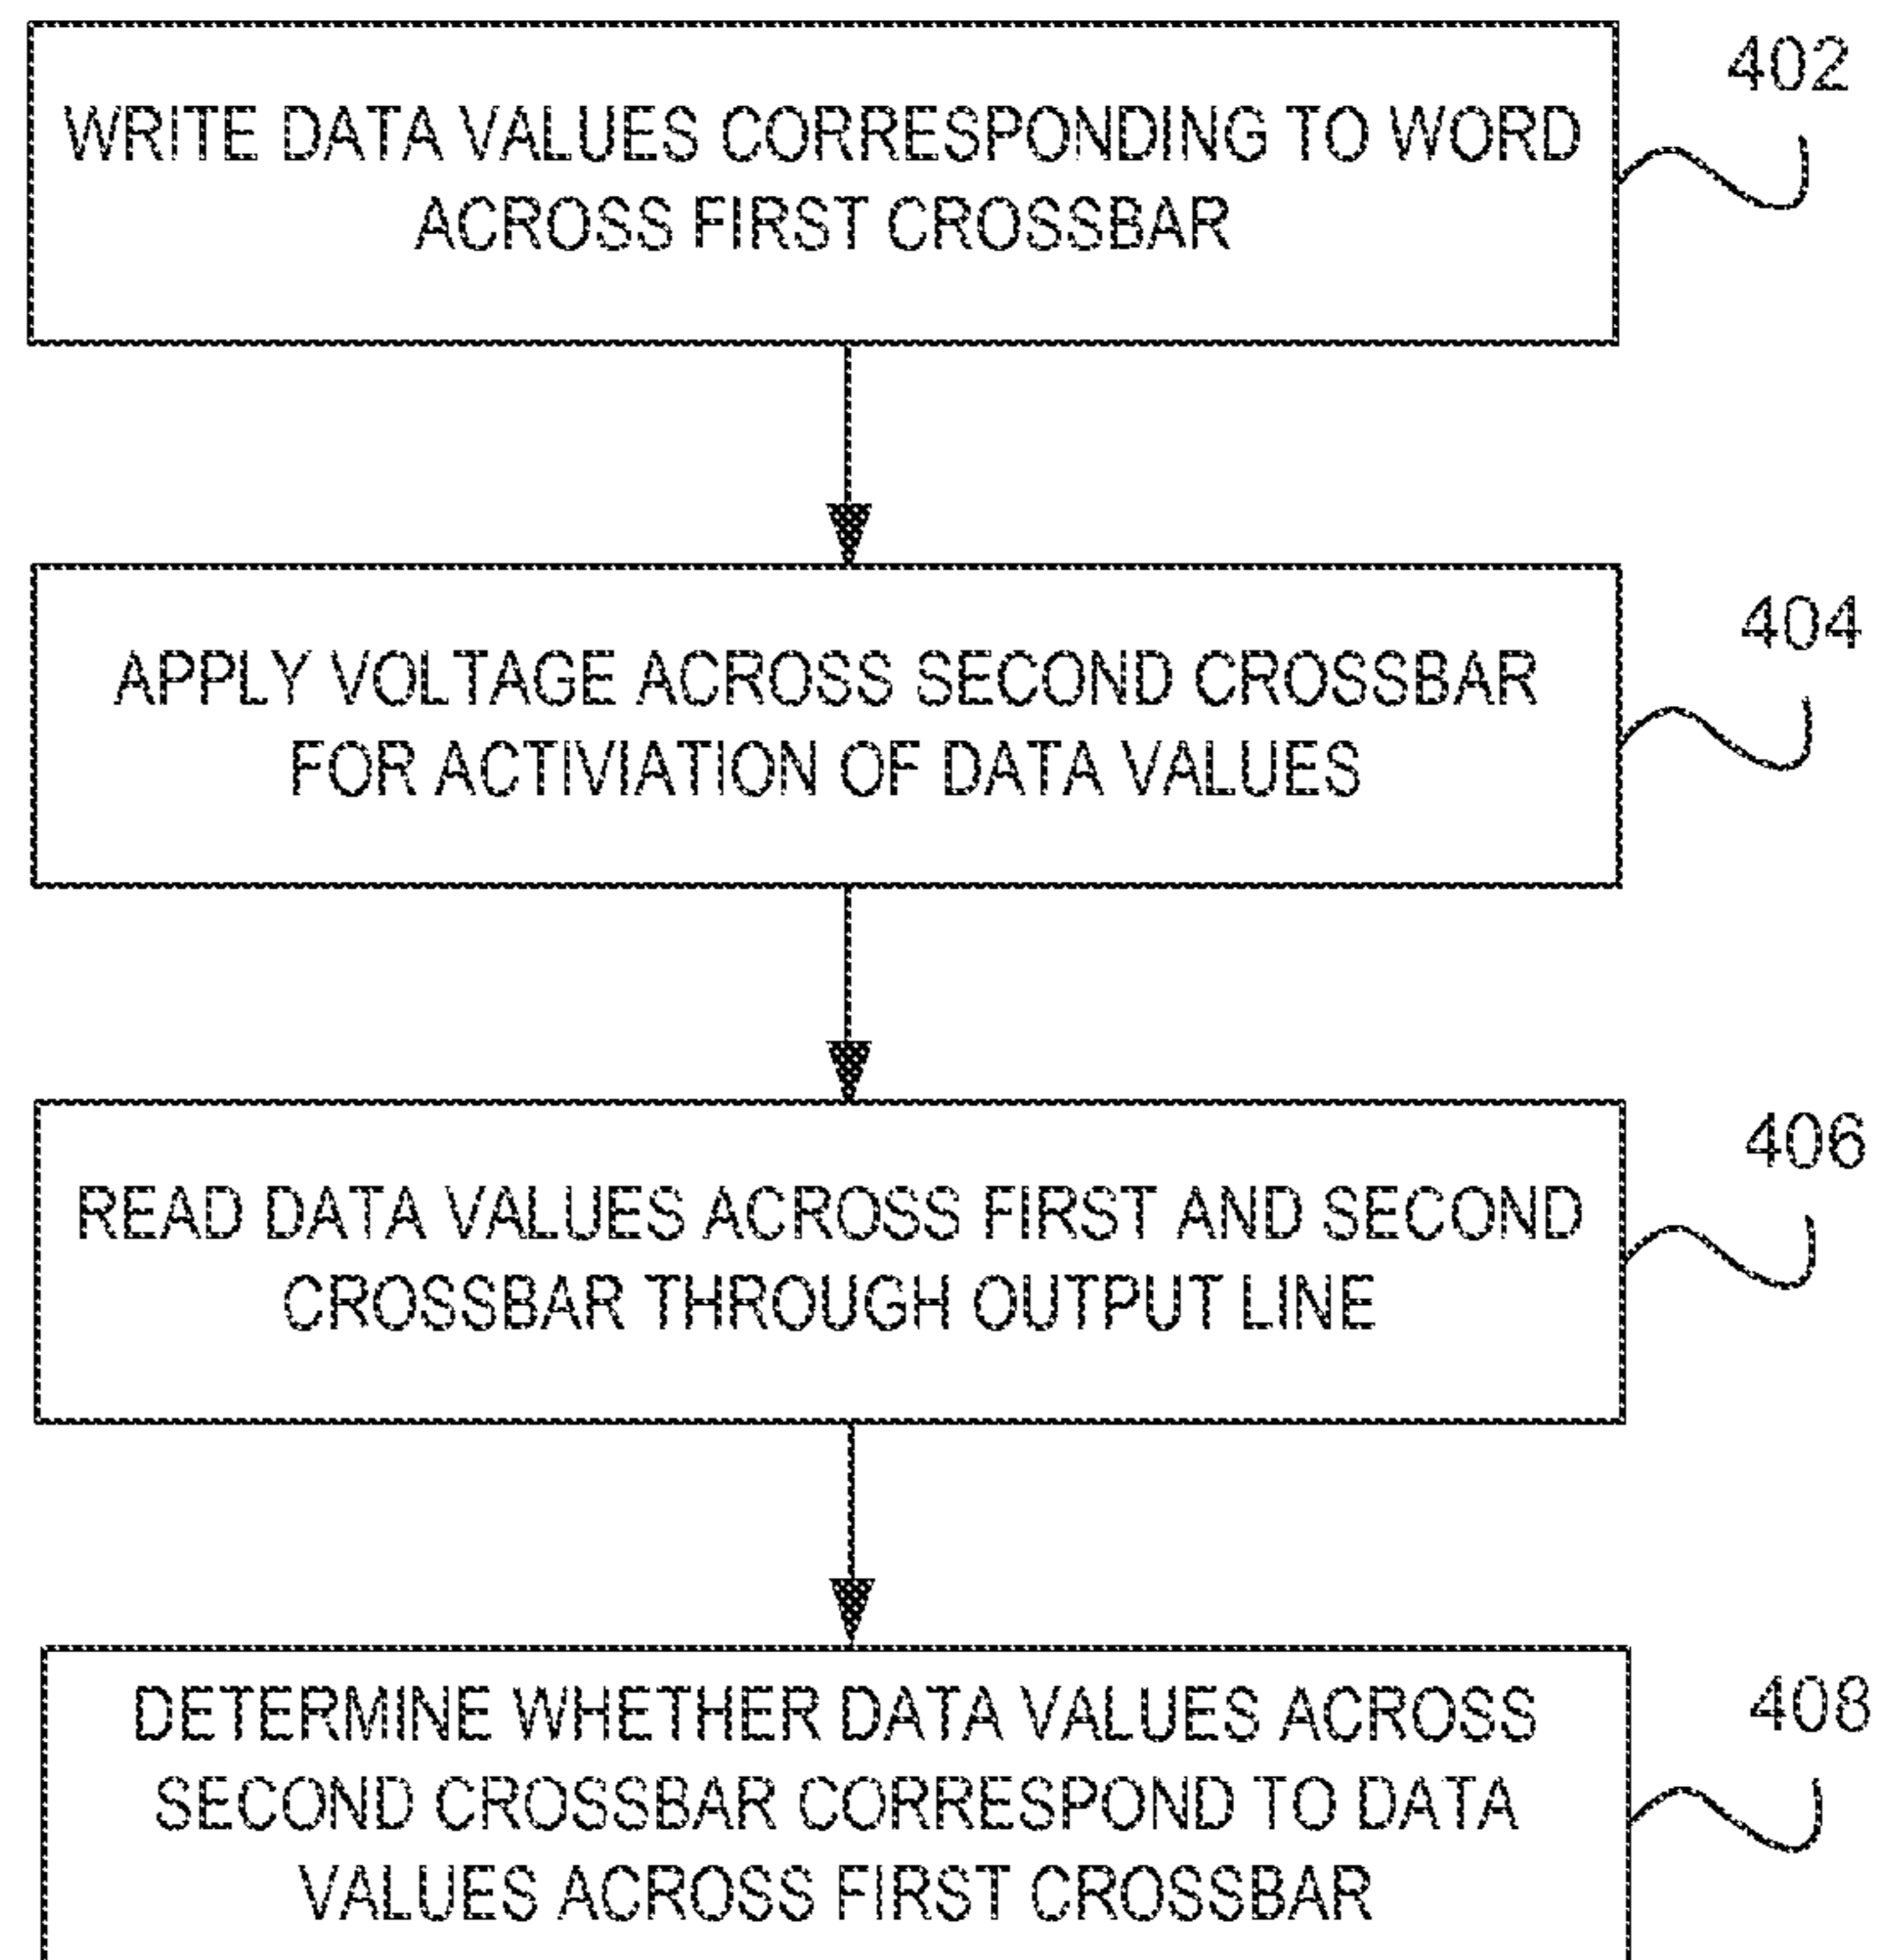 402
WRITE DATA VALUES CORRESPONDING TO WORD
ACROSS FIRST CROSSBAR
404
APPLY VOLTAGE ACROSS SECOND CROSSBAR
FOR ACTIVIATION OF DATA VALUES
406
READ DATA VALUES ACROSS FIRST AND SECOND
CROSSBAR THROUGH OUTPUT LINE
408
DETERMINE WHETHER DATA VALUES ACROSS
SECOND CROSSBAR CORRESPOND TO DATA
VALUES ACROSS FIRST CROSSBAR